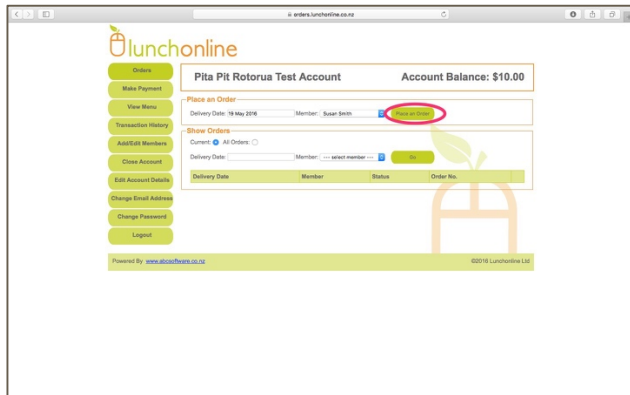 orders.lunchonline.co.nz
lunchonline
Orders
Make Payment
View Menu
Transaction History
Add/Edit Members
Close Account
Edit Account Details
Change Email Address
Change Password
Logout
Pita Pit Rotorua Test Account Account Balance: $10.00
Place an Order
Delivery Date: 19 May 2016 Member: Susan Smith Place an Order
Show Orders
Current: All Orders:
Delivery Date: Member: ---- select member ---- Go
Delivery Date Member Status Order No.
Powered By www.abcsoftware.co.nz ©2016 Lunchonline Ltd